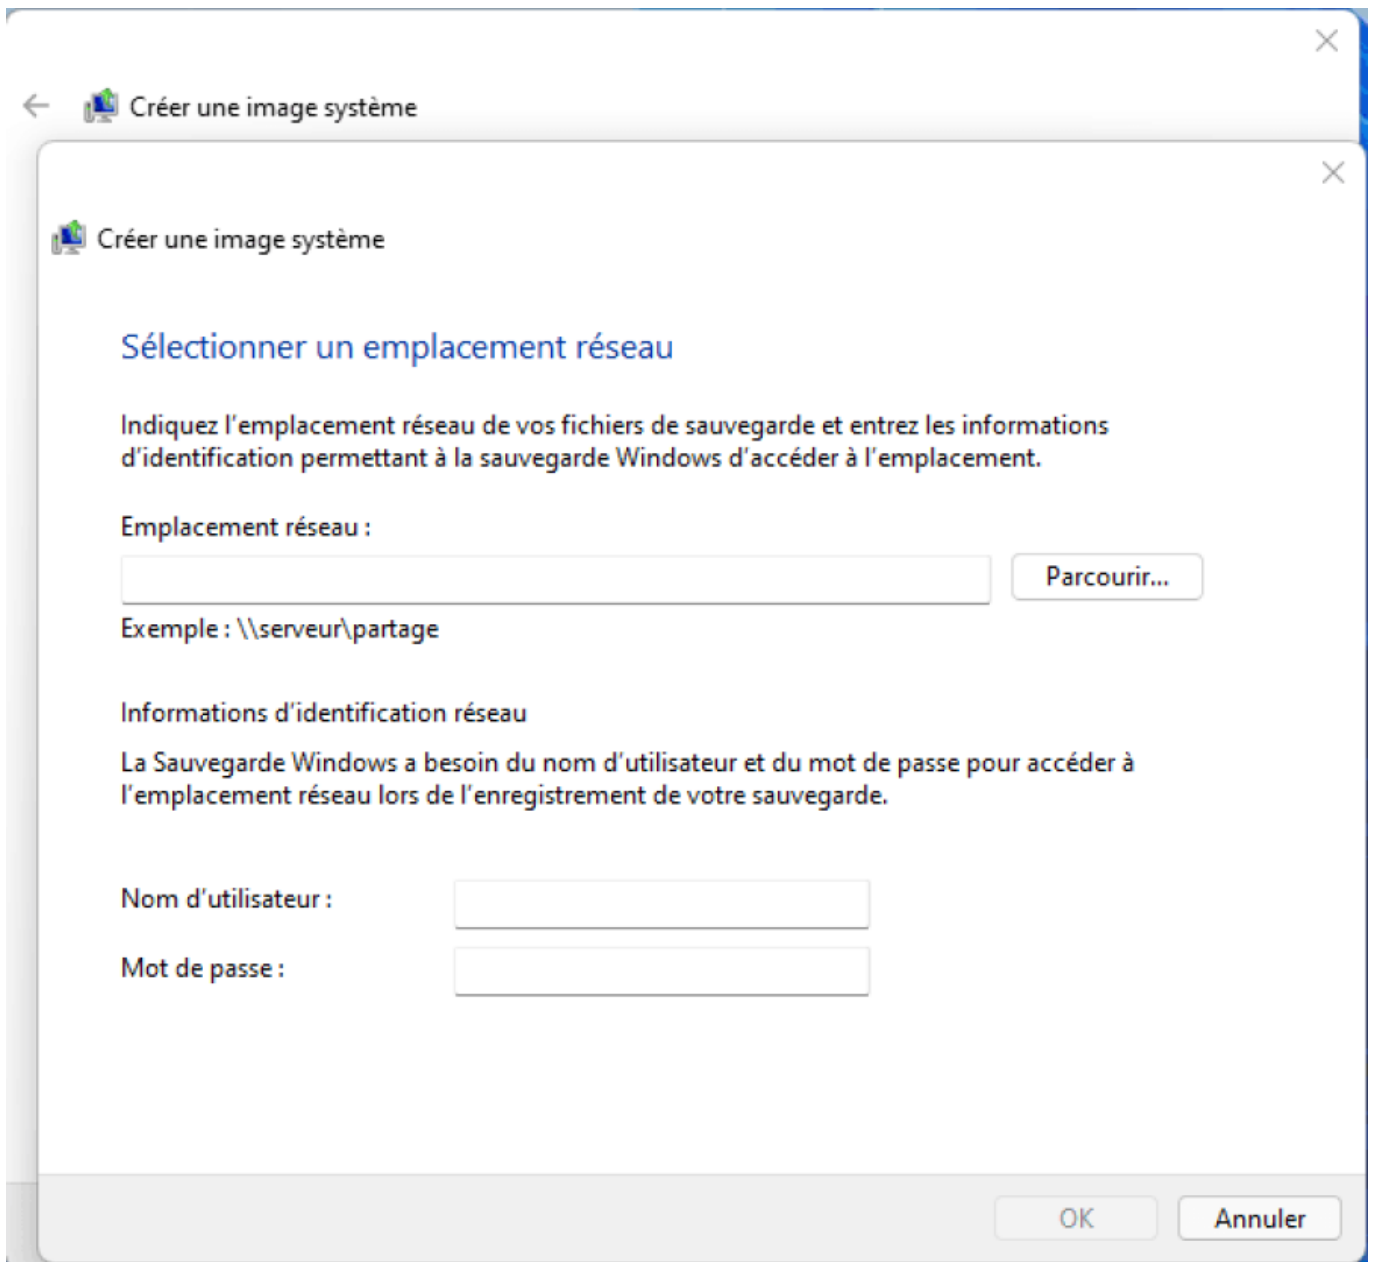 Créer une image système
Créer une image système
Sélectionner un emplacement réseau
Indiquez l'emplacement réseau de vos fichiers de sauvegarde et entrez les informations
d'identification permettant à la sauvegarde Windows d'accéder à l'emplacement.
Emplacement réseau :
Parcourir...
Exemple : \\serveur\partage
Informations d'identification réseau
La Sauvegarde Windows a besoin du nom d'utilisateur et du mot de passe pour accéder à
l'emplacement réseau lors de l'enregistrement de votre sauvegarde.
Nom d'utilisateur :
Mot de passe :
OK
Annuler